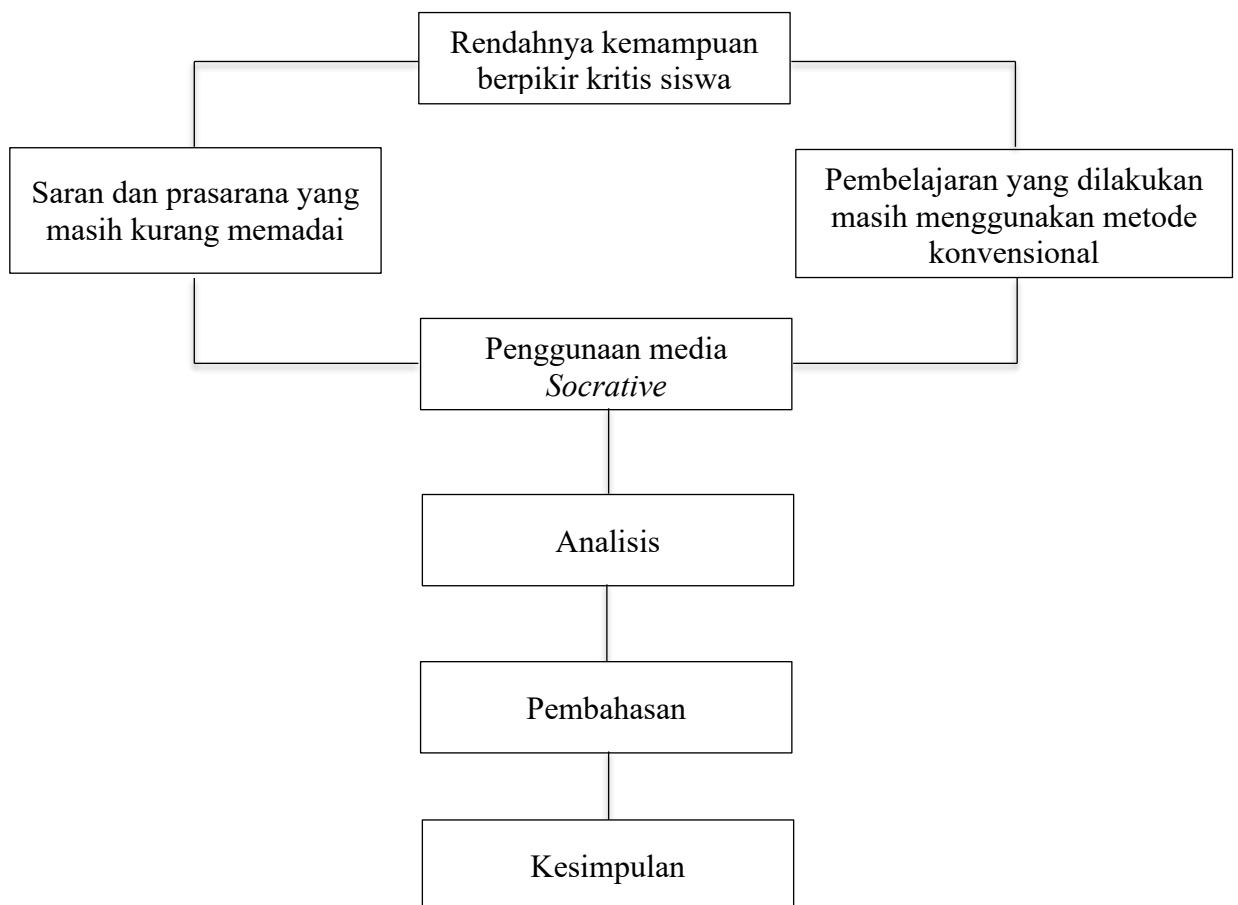 Rendahnya kemampuan
berpikir kritis siswa
Saran dan prasarana yang
masih kurang memadai
Pembelajaran yang dilakukan
masih menggunakan metode
konvensional
Penggunaan media
Socrative
Analisis
Pembahasan
Kesimpulan